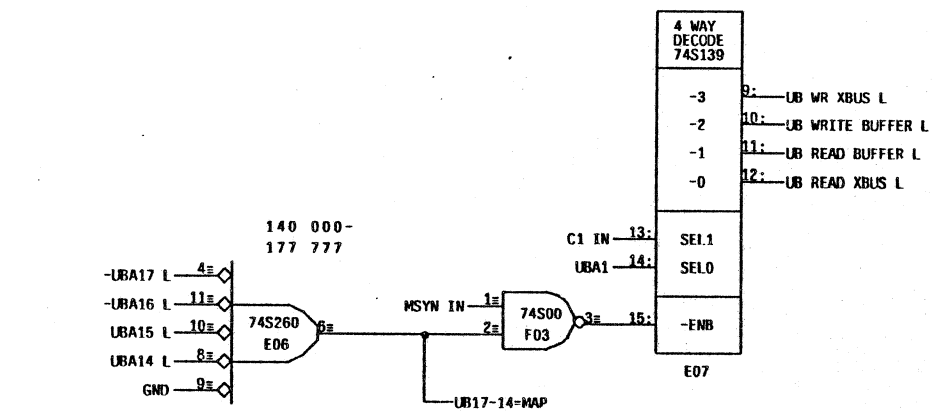 4 WAY
DECODE
74S139
-3 9: UB WR XBUS L
-2 10: UB WRITE BUFFER L
-1 11: UB READ BUFFER L
-0 12: UB READ XBUS L
140 000-
177 777
C1 IN 13: SEL1
UBA1 14: SEL0
-UBA17 L 4≡
-UBA16 L 11≡
UBA15 L 10≡
UBA14 L 8≡
GND 9≡
74S260
E06
6≡
MSYN IN 1≡
2≡
74S00
F03
3≡
15: -ENB
E07
UB17-14=MAP